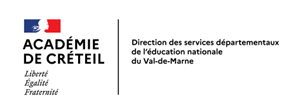 ACADÉMIE
DE CRÉTEIL
Liberté
Égalité
Fraternité
Direction des services départementaux
de l'éducation nationale
du Val-de-Marne